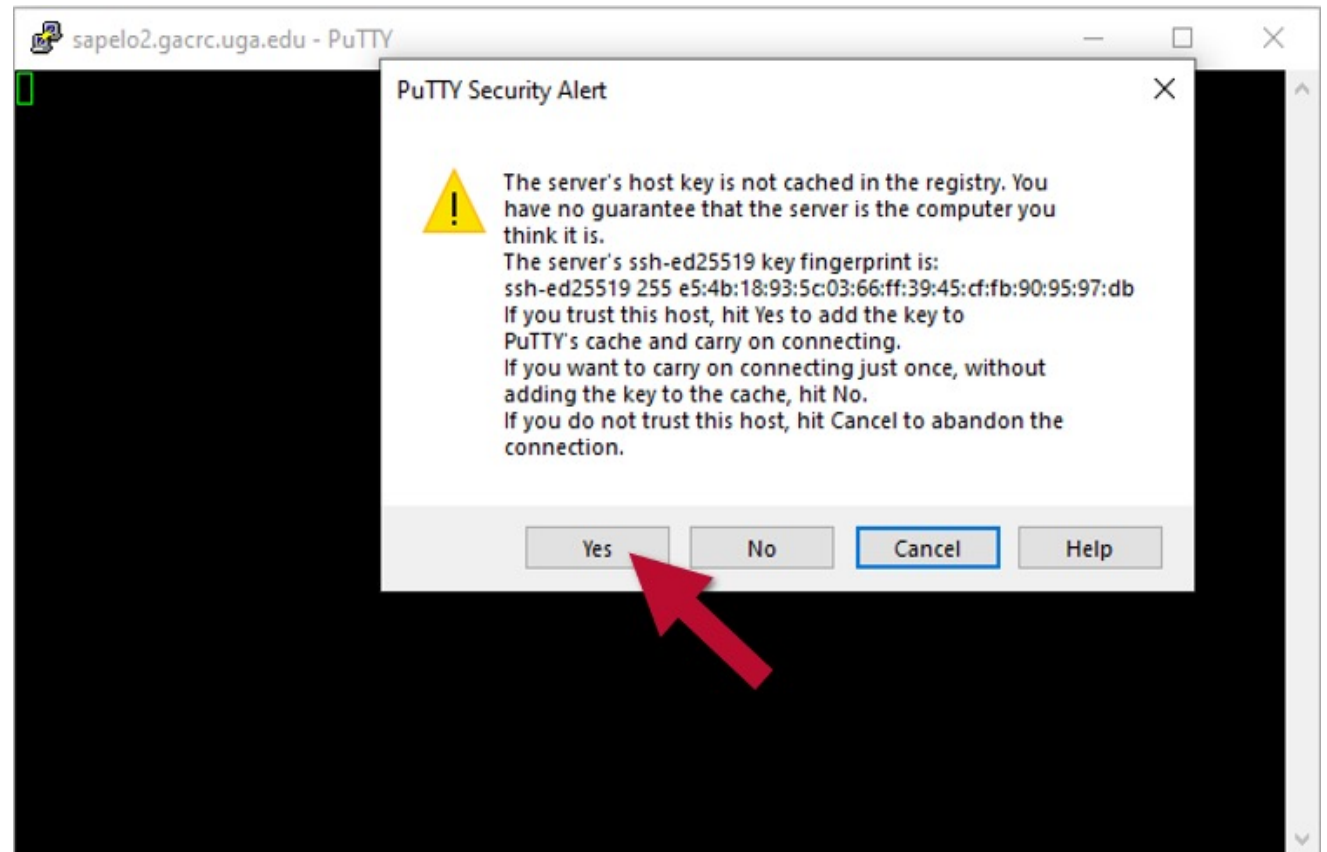 sapelo2.gacrc.uga.edu - PuTTY
PuTTY Security Alert
The server's host key is not cached in the registry. You
have no guarantee that the server is the computer you
think it is.
The server's ssh-ed25519 key fingerprint is:
ssh-ed25519 255 e5:4b:18:93:5c:03:66:ff:39:45:cf:fb:90:95:97:db
If you trust this host, hit Yes to add the key to
PuTTY's cache and carry on connecting.
If you want to carry on connecting just once, without
adding the key to the cache, hit No.
If you do not trust this host, hit Cancel to abandon the
connection.
Yes No Cancel Help